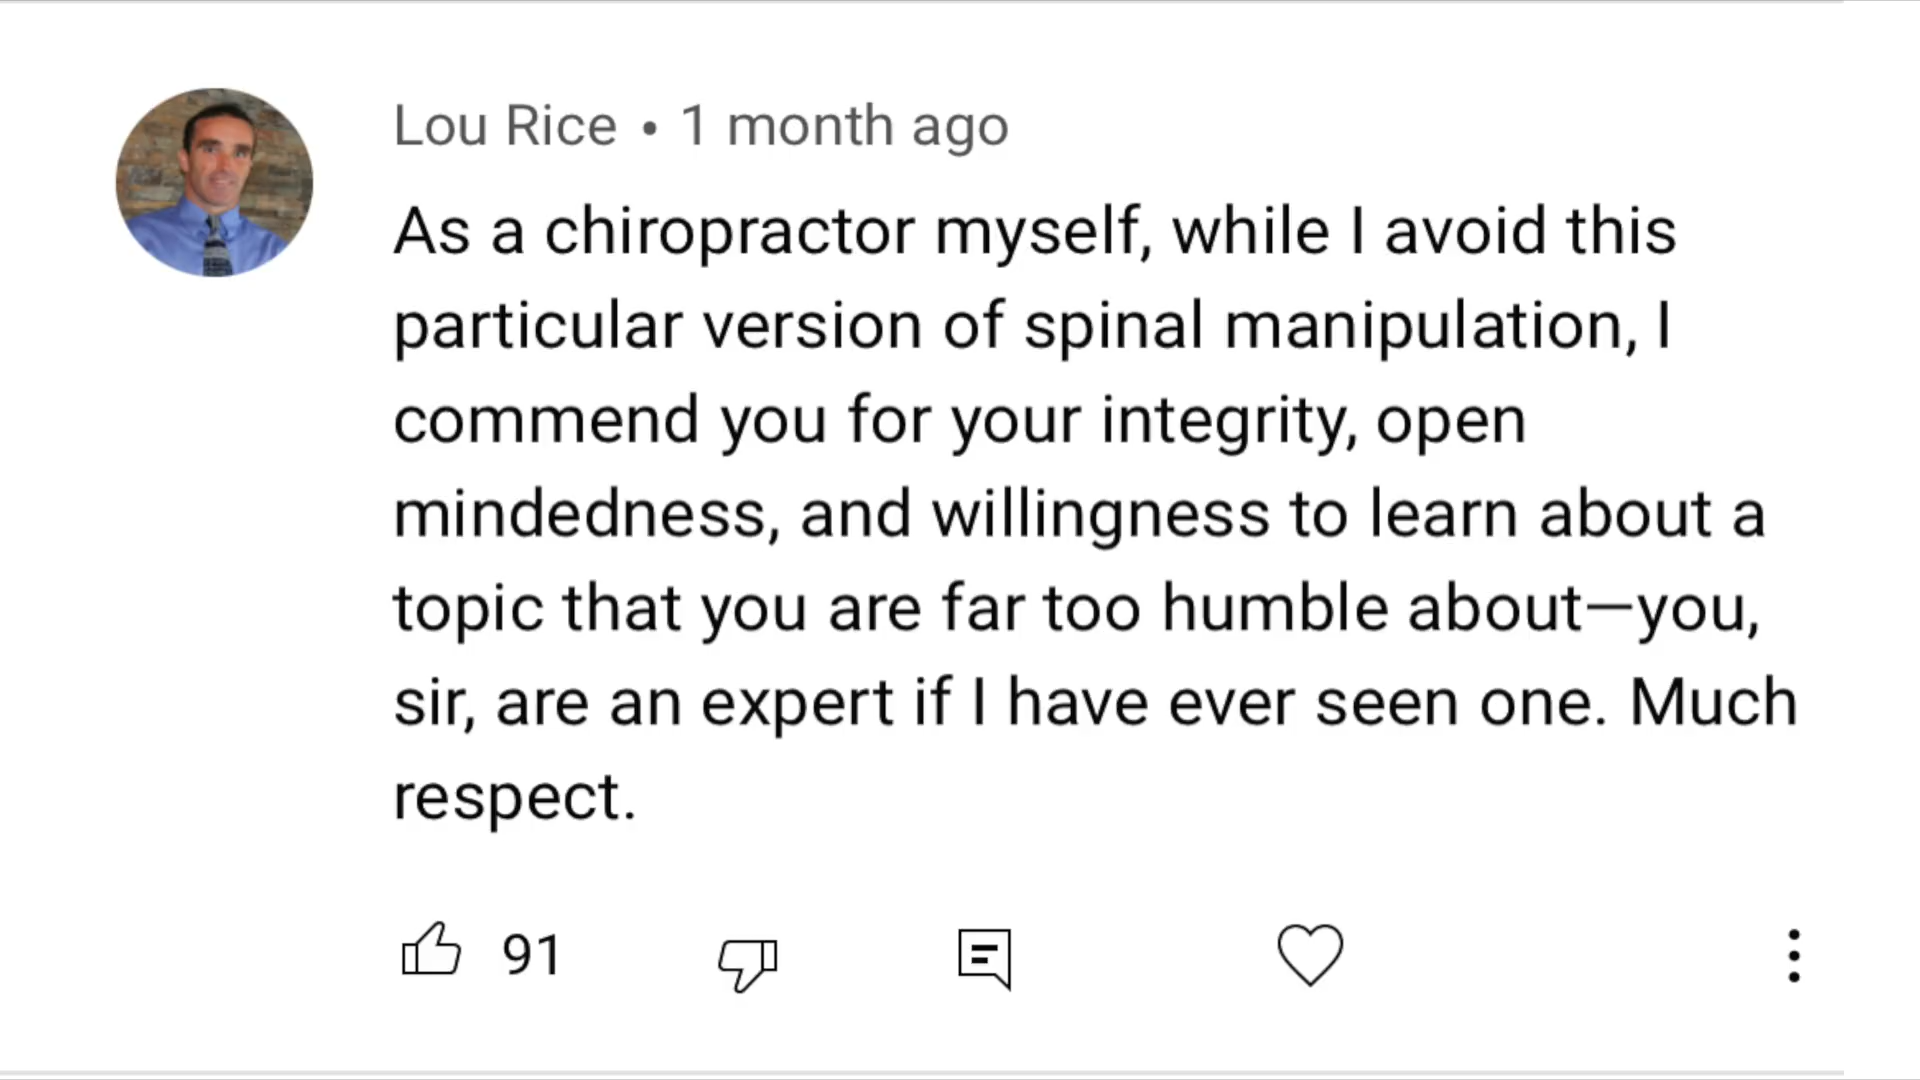 Lou Rice • 1 month ago
As a chiropractor myself, while I avoid this
particular version of spinal manipulation, I
commend you for your integrity, open
mindedness, and willingness to learn about a
topic that you are far too humble about—you,
sir, are an expert if I have ever seen one. Much
respect.
91